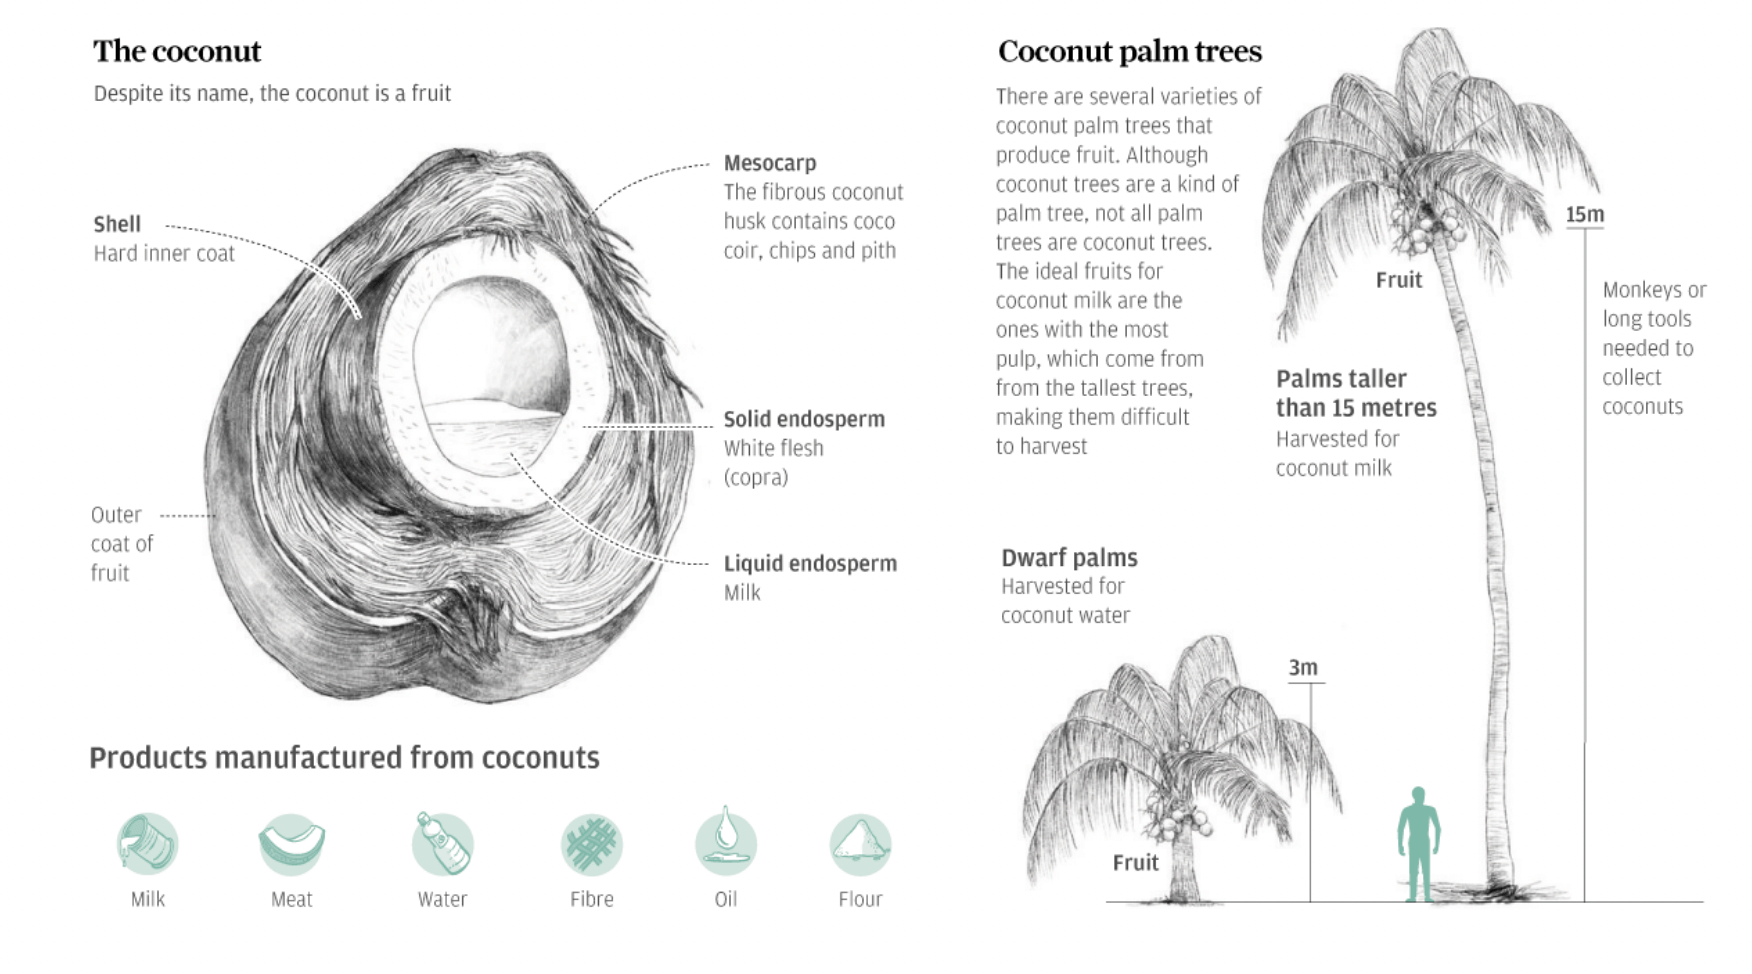 The coconut
Despite its name, the coconut is a fruit
Shell
Hard inner coat
Mesocarp
The fibrous coconut
husk contains coco
coir, chips and pith
Solid endosperm
White flesh
(copra)
Outer
coat of
fruit
Liquid endosperm
Milk
Products manufactured from coconuts
Milk
Meat
Water
Fibre
Oil
Flour
Coconut palm trees
There are several varieties of
coconut palm trees that
produce fruit. Although
coconut trees are a kind of
palm tree, not all palm
trees are coconut trees.
The ideal fruits for
coconut milk are the
ones with the most
pulp, which come from
from the tallest trees,
making them difficult
to harvest
Fruit
15m
Monkeys or
long tools
needed to
collect
coconuts
Palms taller
than 15 metres
Harvested for
coconut milk
Dwarf palms
Harvested for
coconut water
3m
Fruit